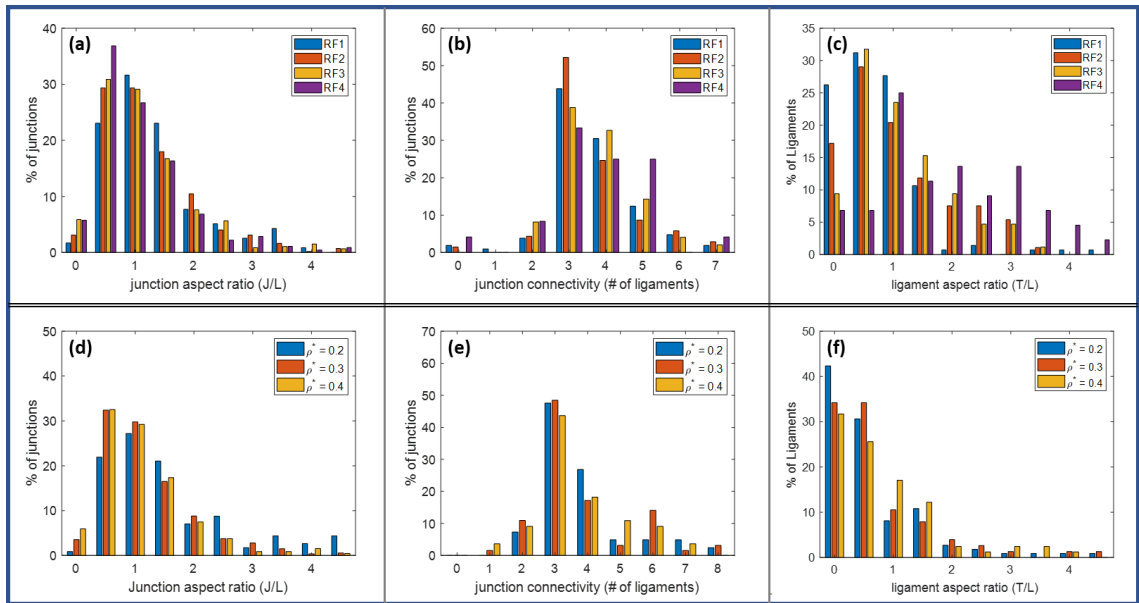 (a)
RF1
RF2
RF3
RF4
40
30
20
10
0
% of junctions
0 1 2 3 4
junction aspect ratio (J/L)
(b)
RF1
RF2
RF3
RF4
60
50
40
30
20
10
0
% of junctions
0 1 2 3 4 5 6 7
junction connectivity (# of ligaments)
(c)
RF1
RF2
RF3
RF4
35
30
25
20
15
10
5
0
% of Ligaments
0 1 2 3 4
ligament aspect ratio (T/L)
(d)
ρ* = 0.2
ρ* = 0.3
ρ* = 0.4
50
40
30
20
10
0
% of junctions
0 1 2 3 4
Junction aspect ratio (J/L)
(e)
ρ* = 0.2
ρ* = 0.3
ρ* = 0.4
70
60
50
40
30
20
10
0
% of junctions
0 1 2 3 4 5 6 7 8
junction connectivity (# of ligaments)
(f)
ρ* = 0.2
ρ* = 0.3
ρ* = 0.4
50
40
30
20
10
0
% of Ligaments
0 1 2 3 4
ligament aspect ratio (T/L)